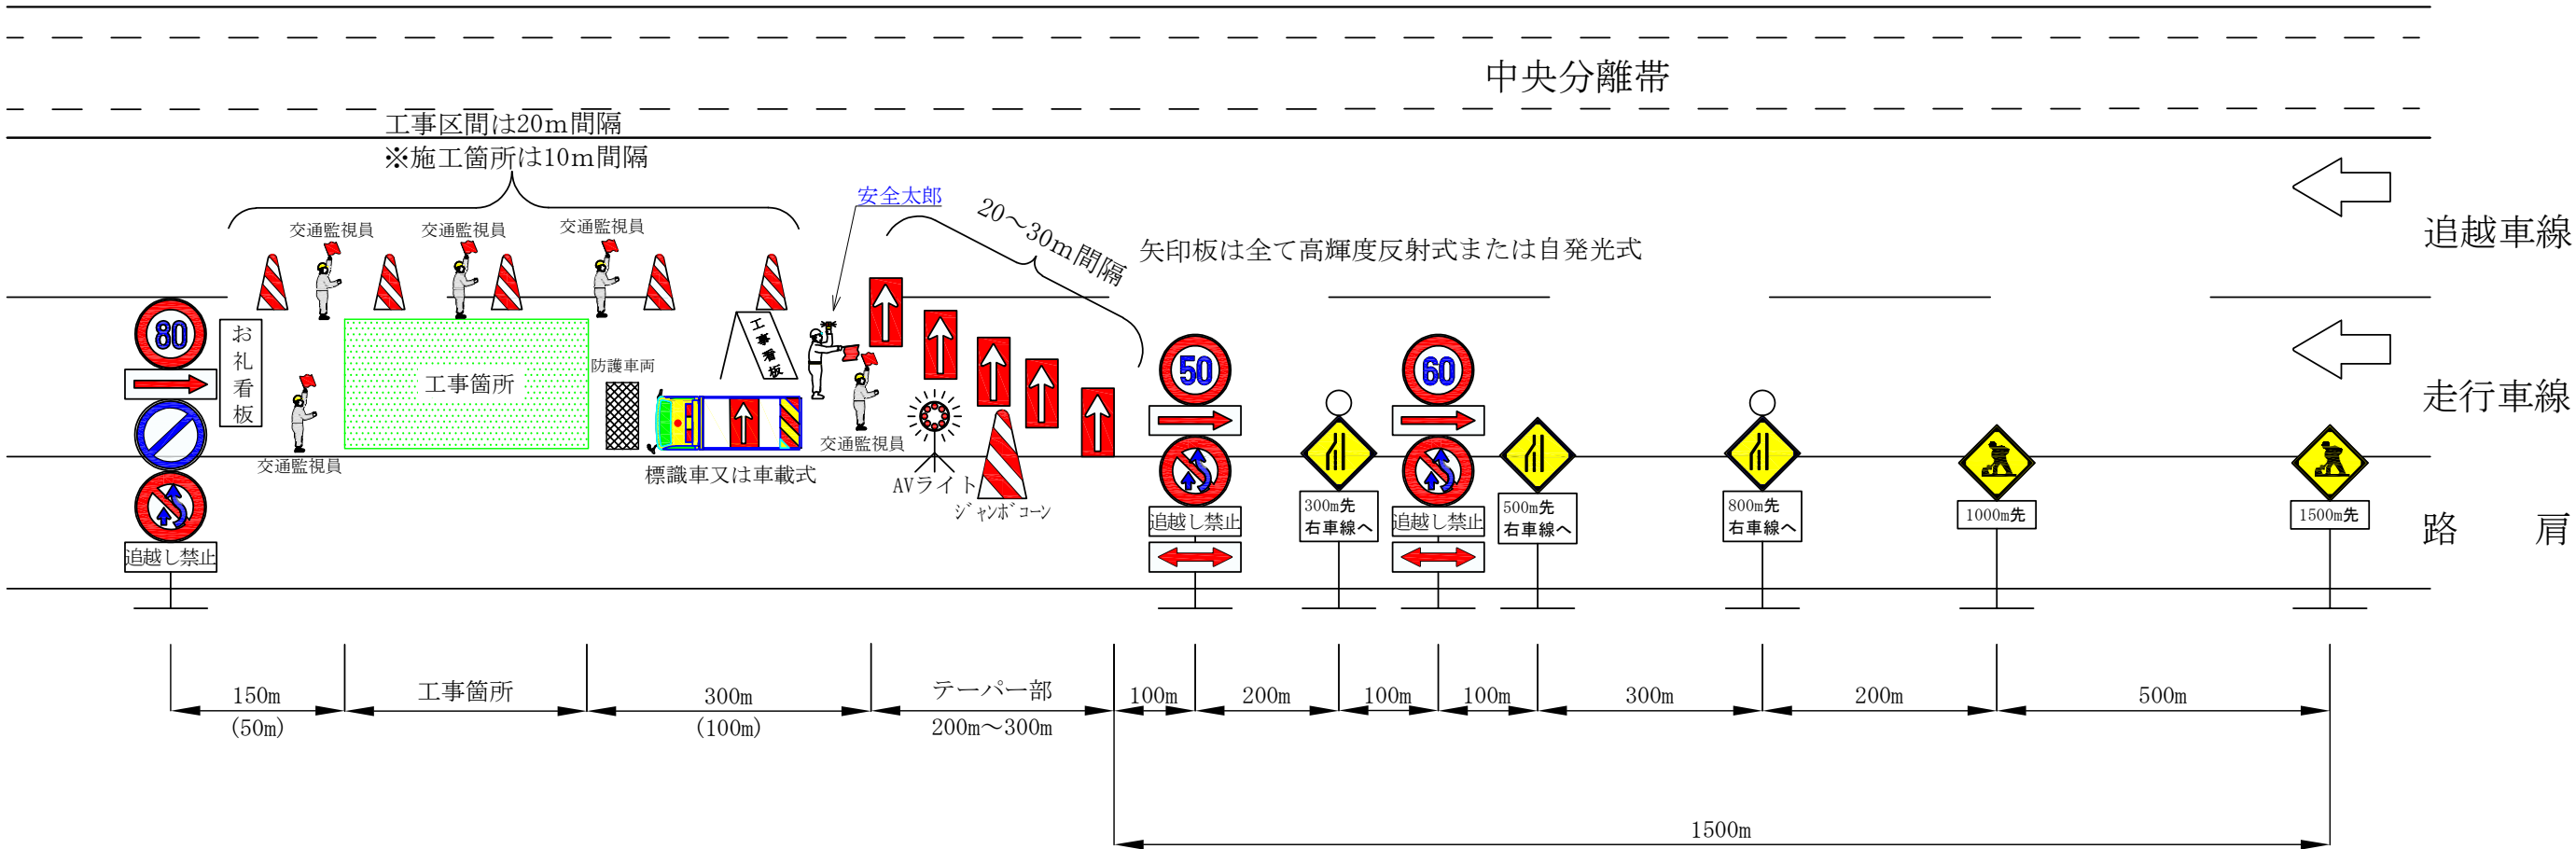 中央分離帯
工事区間は20m間隔
※施工箇所は10m間隔
安全太郎
20～30m間隔
矢印板は全て高輝度反射式または自発光式
追越車線
交通監視員
交通監視員
交通監視員
80
お礼看板
工事箇所
防護車両
工事看板
50
60
走行車線
交通監視員
交通監視員
標識車又は車載式
AVライト
ジャンボコーン
追越し禁止
追越し禁止
300m先
右車線へ
追越し禁止
500m先
右車線へ
800m先
右車線へ
1000m先
1500m先
路肩
150m
(50m)
工事箇所
300m
(100m)
テーパー部
200m～300m
100m
200m
100m
100m
300m
200m
500m
1500m